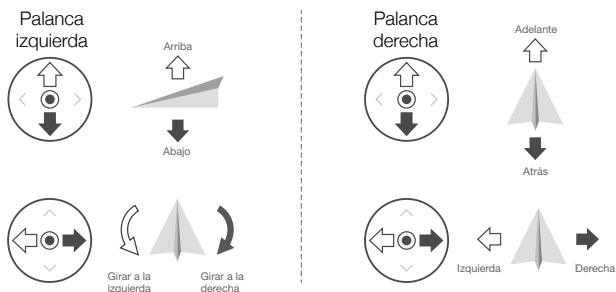 Palanca
izquierda
Arriba
Abajo
Girar a la
izquierda
Girar a la
derecha
Palanca
derecha
Adelante
Atrás
Izquierda
Derecha